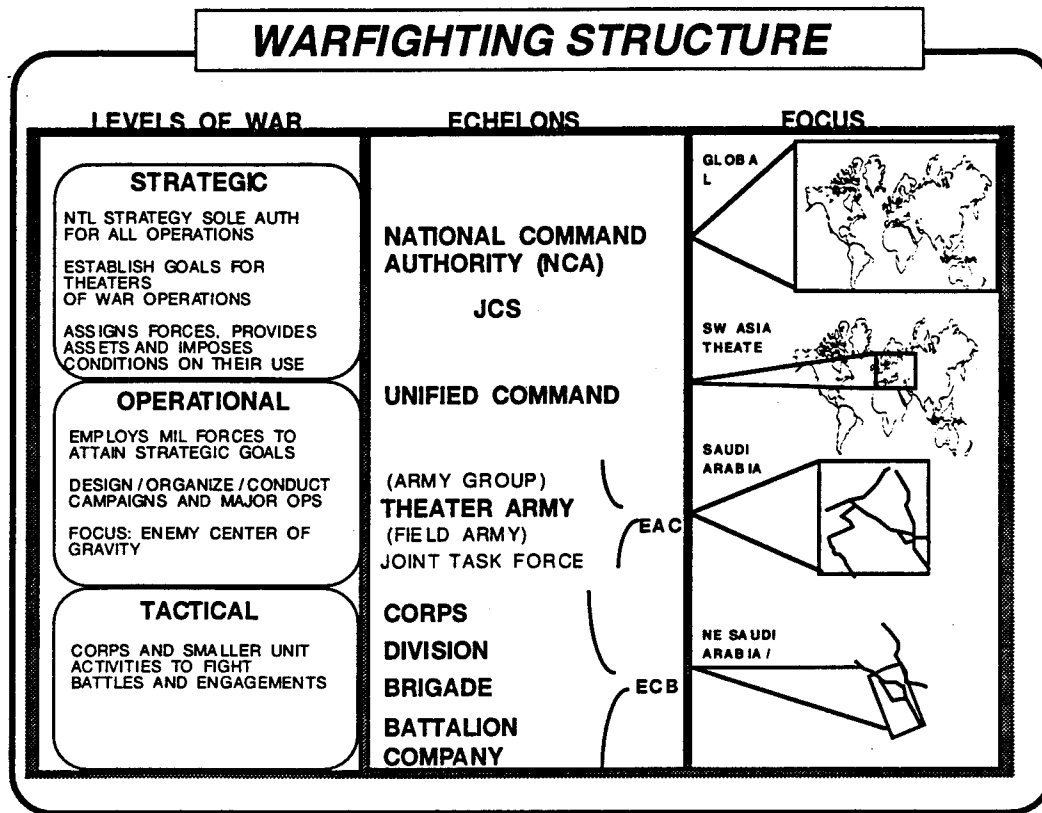 WARFIGHTING STRUCTURE
LEVELS OF WAR
STRATEGIC
NTL STRATEGY SOLE AUTH
FOR ALL OPERATIONS
ESTABLISH GOALS FOR
THEATERS
OF WAR OPERATIONS
ASSIGNS FORCES, PROVIDES
ASSETS AND IMPOSES
CONDITIONS ON THEIR USE
OPERATIONAL
EMPLOYS MIL FORCES TO
ATTAIN STRATEGIC GOALS
DESIGN/ORGANIZE/CONDUCT
CAMPAIGNS AND MAJOR OPS
FOCUS: ENEMY CENTER OF
GRAVITY
TACTICAL
CORPS AND SMALLER UNIT
ACTIVITIES TO FIGHT
BATTLES AND ENGAGEMENTS
ECHELONS
NATIONAL COMMAND
AUTHORITY (NCA)
JCS
UNIFIED COMMAND
(ARMY GROUP)
THEATER ARMY
(FIELD ARMY)
JOINT TASK FORCE
EAC
CORPS
DIVISION
BRIGADE
BATTALION
COMPANY
ECB
FOCUS
GLOBA
L
SW ASIA
THEATE
SAUDI
ARABIA
NE SAUDI
ARABIA/